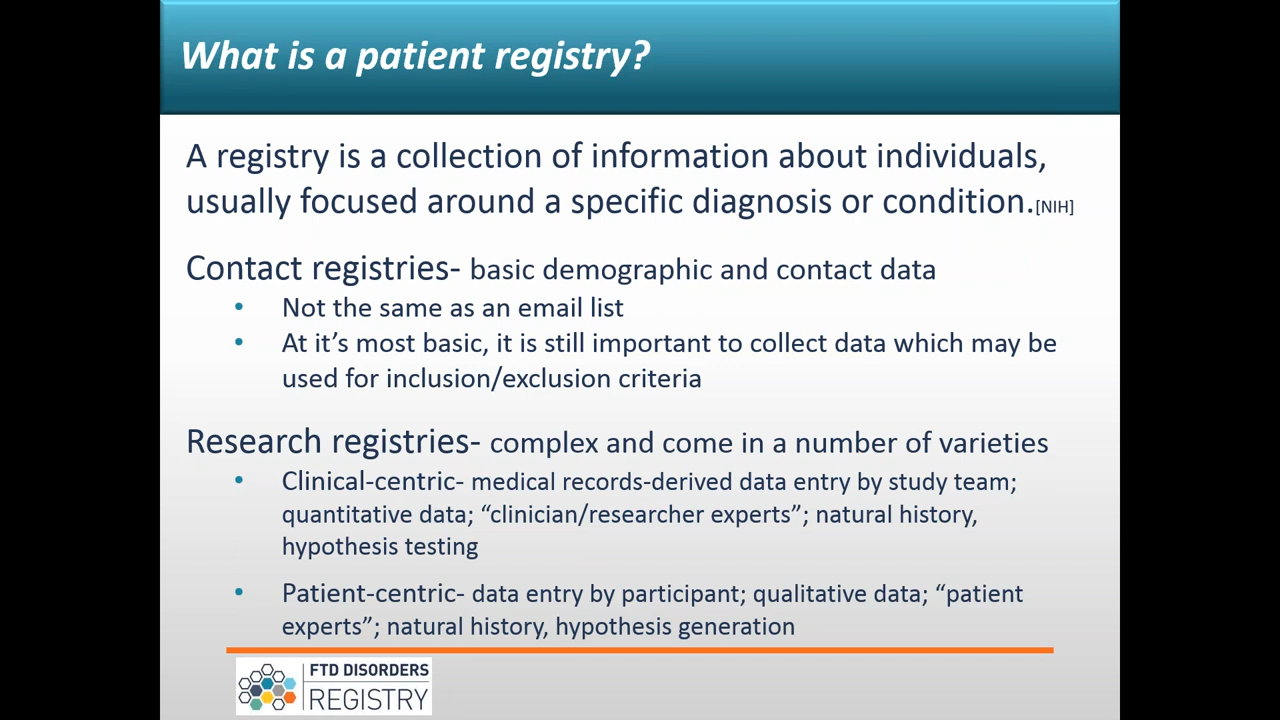 What is a patient registry?
A registry is a collection of information about individuals,
usually focused around a specific diagnosis or condition.[NIH]
Contact registries- basic demographic and contact data
• Not the same as an email list
• At it’s most basic, it is still important to collect data which may be
used for inclusion/exclusion criteria
Research registries- complex and come in a number of varieties
• Clinical-centric- medical records-derived data entry by study team;
quantitative data; “clinician/researcher experts”; natural history,
hypothesis testing
• Patient-centric- data entry by participant; qualitative data; “patient
experts”; natural history, hypothesis generation
FTD DISORDERS
REGISTRY